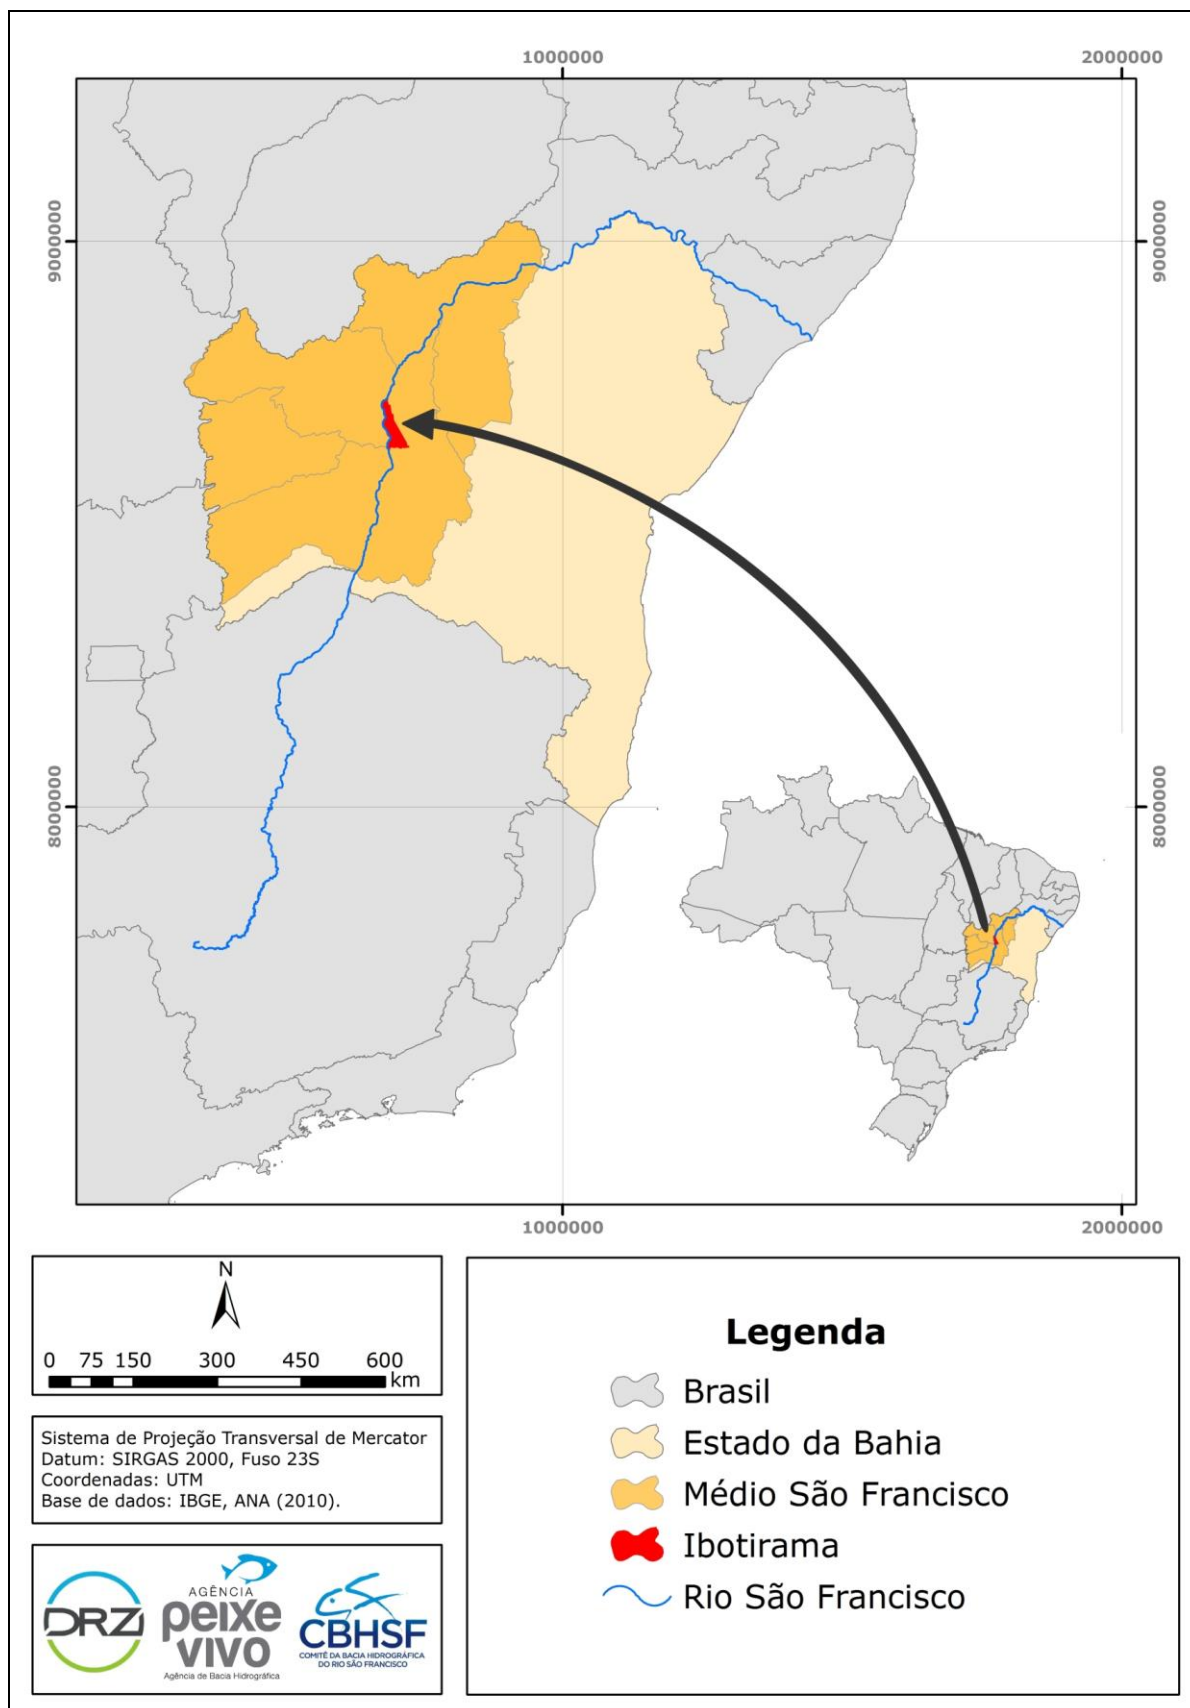 1000000 2000000
9000000 9000000
8000000 8000000
1000000 2000000
N
0 75 150 300 450 600
km
Sistema de Projeção Transversal de Mercator
Datum: SIRGAS 2000, Fuso 23S
Coordenadas: UTM
Base de dados: IBGE, ANA (2010).
DRZ
AGÊNCIA
peixe
vivo
Agência de Bacia Hidrográfica
CBHSF
COMITÊ DA BACIA HIDROGRÁFICA
DO RIO SÃO FRANCISCO
Legenda
Brasil
Estado da Bahia
Médio São Francisco
Ibotirama
Rio São Francisco